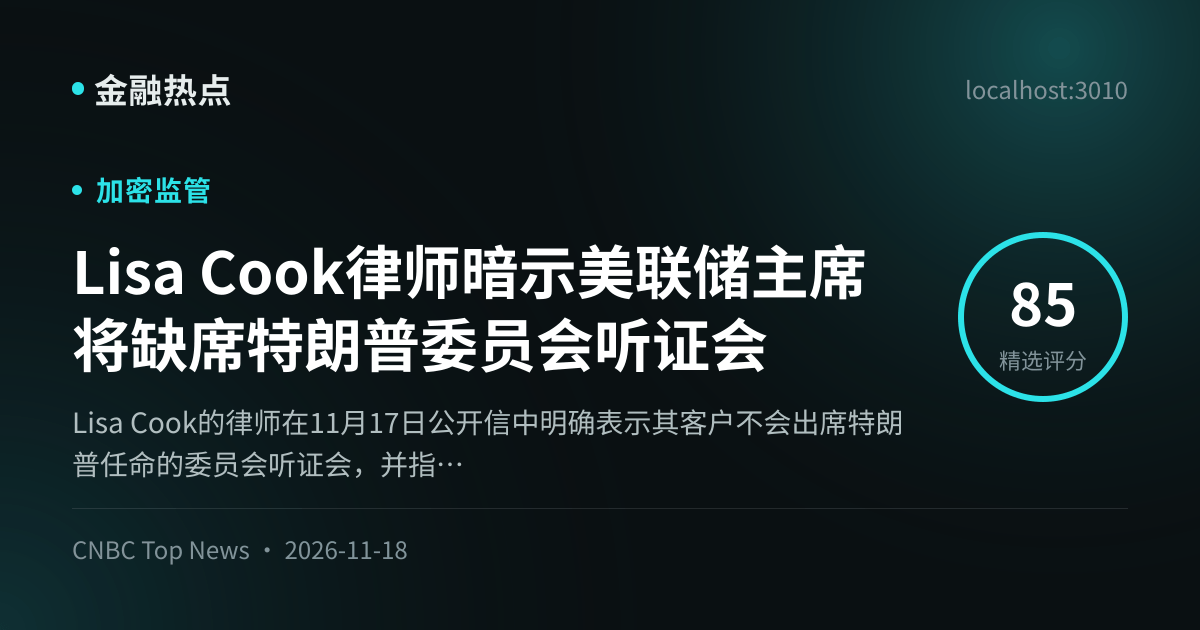 金融热点
localhost:3010
加密监管
Lisa Cook律师暗示美联储主席
将缺席特朗普委员会听证会
85
精选评分
Lisa Cook的律师在11月17日公开信中明确表示其客户不会出席特朗
普任命的委员会听证会，并指…
CNBC Top News · 2026-11-18